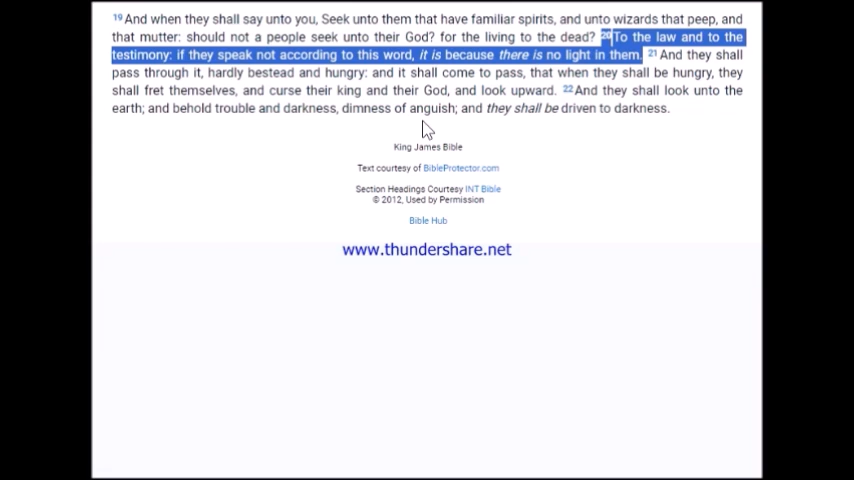 19 And when they shall say unto you, Seek unto them that have familiar spirits, and unto wizards that peep, and
that mutter: should not a people seek unto their God? for the living to the dead? 20 To the law and to the
testimony: if they speak not according to this word, it is because there is no light in them. 21 And they shall
pass through it, hardly bestead and hungry: and it shall come to pass, that when they shall be hungry, they
shall fret themselves, and curse their king and their God, and look upward. 22 And they shall look unto the
earth; and behold trouble and darkness, dimness of anguish; and they shall be driven to darkness.
King James Bible
Text courtesy of BibleProtector.com
Section Headings Courtesy INT Bible
© 2012, Used by Permission
Bible Hub
www.thundershare.net